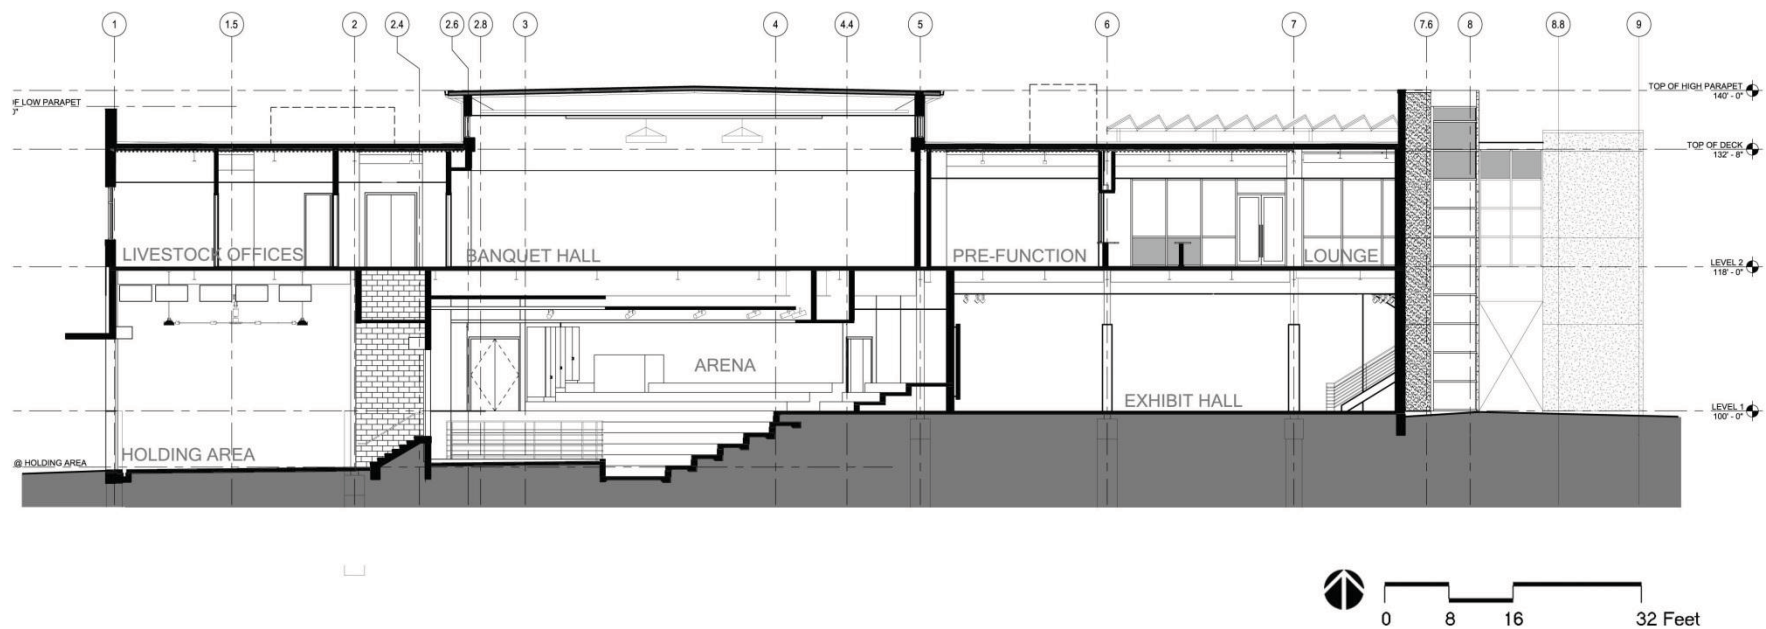 1 1.5 2 2.4 2.6 2.8 3 4 4.4 5 6 7 7.6 8 8.8 9
TOP OF HIGH PARAPET
140' - 0"
OF LOW PARAPET
0"
TOP OF DECK
132' - 8"
LIVESTOCK OFFICES BANQUET HALL PRE-FUNCTION LOUNGE
LEVEL 2
118' - 0"
ARENA
EXHIBIT HALL
LEVEL 1
100' - 0"
HOLDING AREA
@ HOLDING AREA
0 8 16 32 Feet